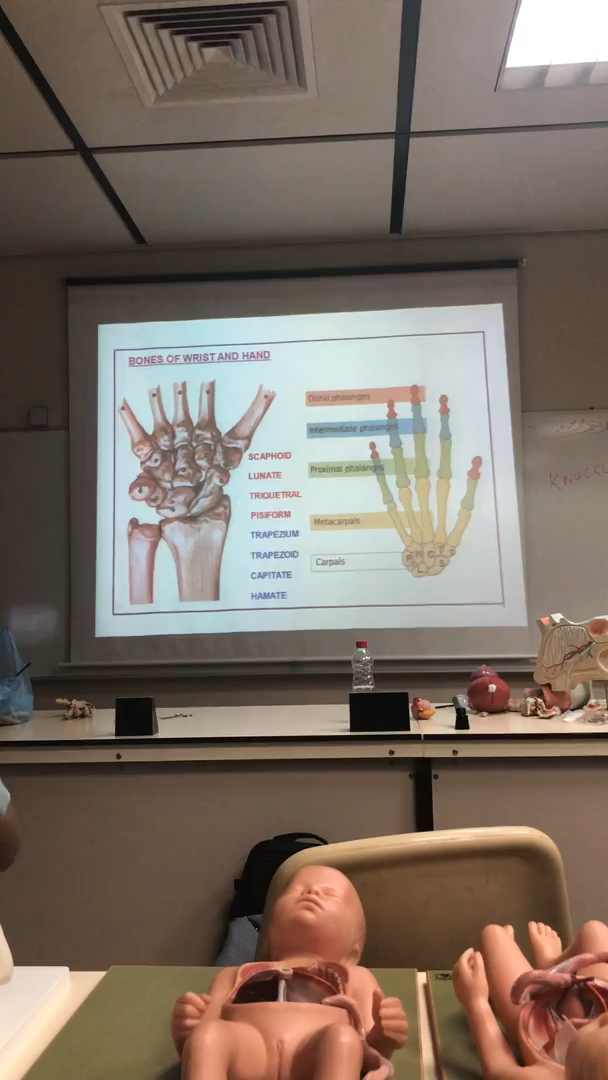 BONES OF WRIST AND HAND
SCAPHOID
LUNATE
TRIQUETRAL
PISIFORM
TRAPEZIUM
TRAPEZOID
CAPITATE
HAMATE
Distal phalanges
Intermediate phalanges
Proximal phalanges
Metacarpals
Carpals
KNUCKL